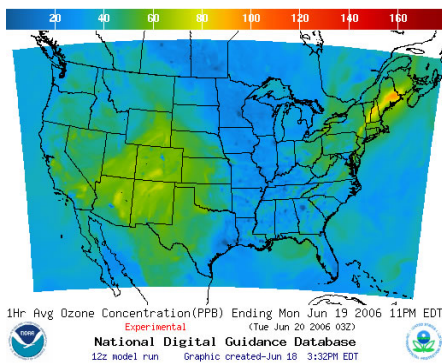 20 40 60 80 100 120 140 160
1Hr Avg Ozone Concentration(PPB) Ending Mon Jun 19 2006 11PM EDT
Experimental (Tue Jun 20 2006 03Z)
NOAA
National Digital Guidance Database
12z model run Graphic created-Jun 18 3:32PM EDT